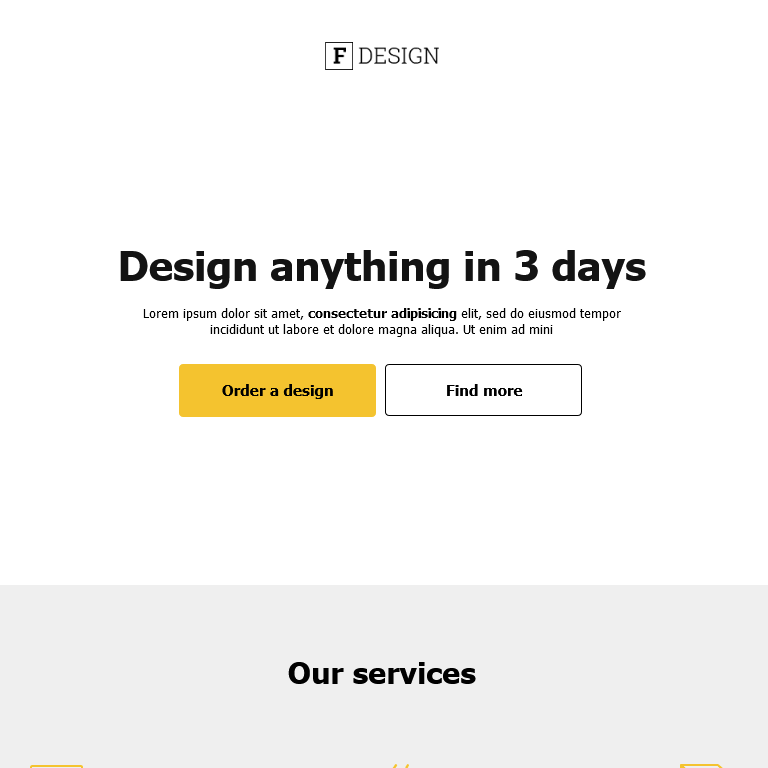 F DESIGN
Design anything in 3 days
Lorem ipsum dolor sit amet, consectetur adipisicing elit, sed do eiusmod tempor
incididunt ut labore et dolore magna aliqua. Ut enim ad mini
Order a design
Find more
Our services